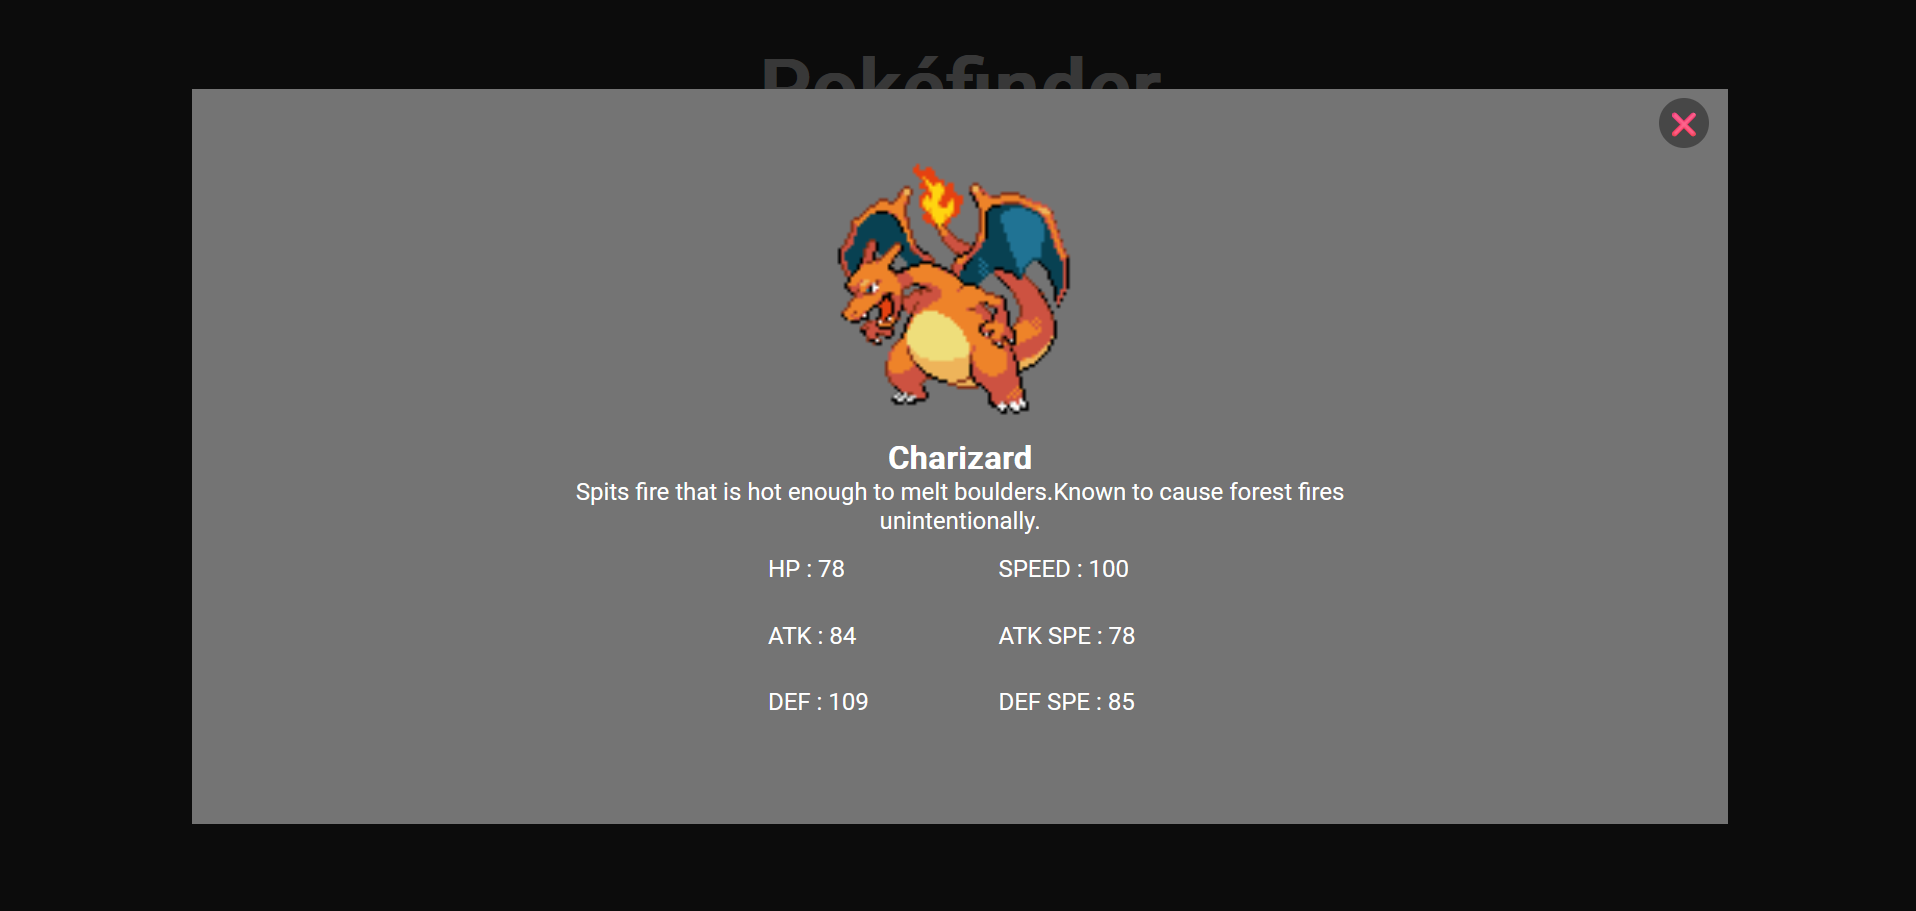 Pokéfinder
Charizard
Spits fire that is hot enough to melt boulders.Known to cause forest fires
unintentionally.
HP : 78 SPEED : 100
ATK : 84 ATK SPE : 78
DEF : 109 DEF SPE : 85